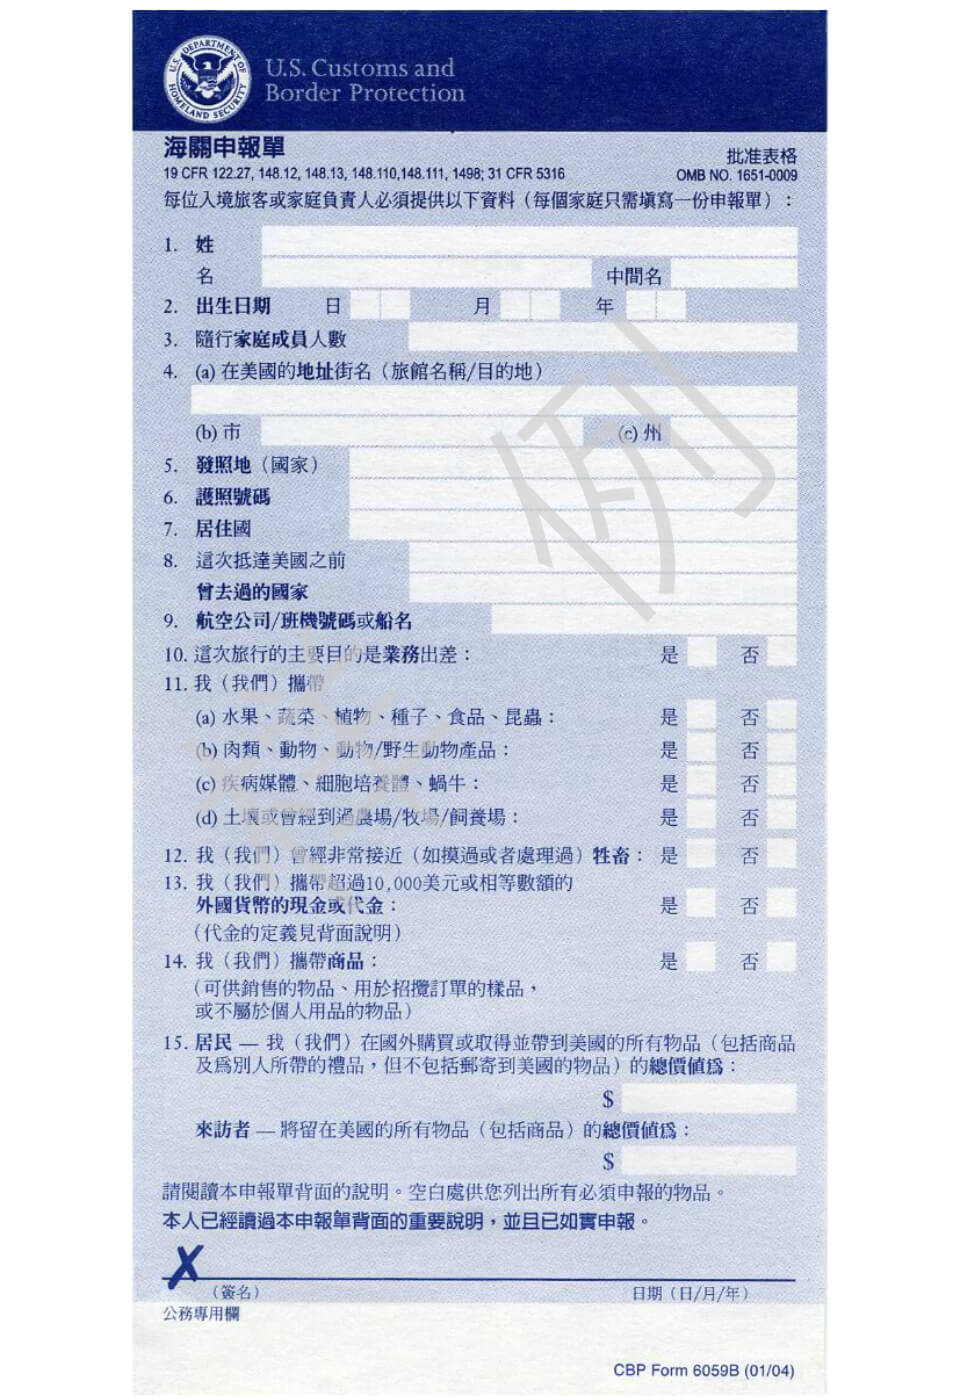 U.S. DEPARTMENT OF HOMELAND SECURITY
U.S. Customs and
Border Protection
海關申報單
批准表格
19 CFR 122.27, 148.12, 148.13, 148.110,148.111, 1498; 31 CFR 5316
OMB NO. 1651-0009
每位入境旅客或家庭負責人必須提供以下資料（每個家庭只需填寫一份申報單）：
1. 姓
名 中間名
2. 出生日期 日 月 年
3. 隨行家庭成員人數
4. (a) 在美國的地址街名（旅館名稱/目的地）
(b) 市 (c) 州
5. 發照地（國家）
6. 護照號碼
7. 居住國
8. 這次抵達美國之前
曾去過的國家
9. 航空公司/班機號碼或船名
10. 這次旅行的主要目的是業務出差： 是 否
11. 我（我們）攜帶
(a) 水果、蔬菜、植物、種子、食品、昆蟲： 是 否
(b) 肉類、動物、動物/野生動物產品： 是 否
(c) 疾病媒體、細胞培養體、蝸牛： 是 否
(d) 土壤或曾經到過農場/牧場/飼養場： 是 否
12. 我（我們）曾經非常接近（如摸過或者處理過）牲畜： 是 否
13. 我（我們）攜帶超過10,000美元或相等數額的
外國貨幣的現金或代金： 是 否
（代金的定義見背面說明）
14. 我（我們）攜帶商品： 是 否
（可供銷售的物品、用於招攬訂單的樣品，
或不屬於個人用品的物品）
15. 居民 — 我（我們）在國外購買或取得並帶到美國的所有物品（包括商品
及爲別人所帶的禮品，但不包括郵寄到美國的物品）的總價值爲：
$
來訪者 — 將留在美國的所有物品（包括商品）的總價值爲：
$
請閱讀本申報單背面的說明。空白處供您列出所有必須申報的物品。
本人已經讀過本申報單背面的重要說明，並且已如實申報。
X
（簽名） 日期（日/月/年）
公務專用欄
CBP Form 6059B (01/04)
例